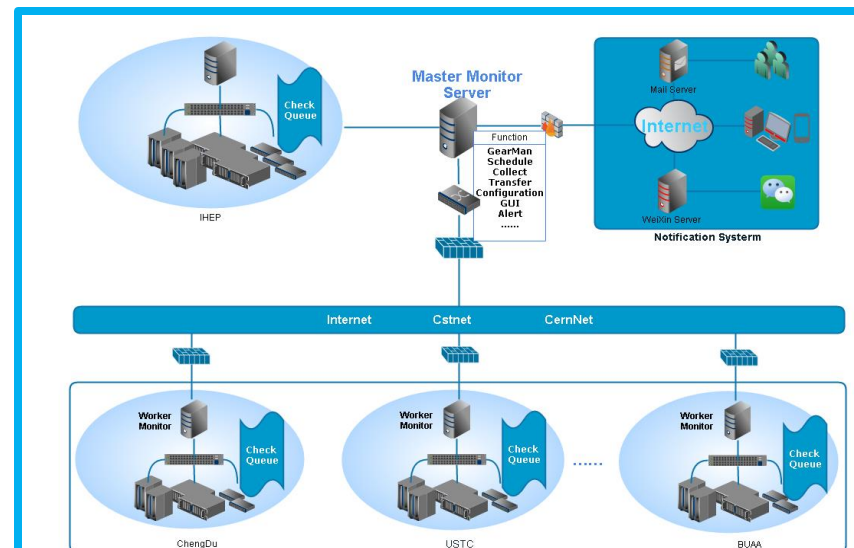 Master Monitor
Server
Check
Queue
IHEP
Function
GearMan
Schedule
Collect
Transfer
Configuration
GUI
Alert
......
Mail Server
Internet
WeiXin Server
Notification Systerm
Internet Cstnet CernNet
Worker
Monitor
Check
Queue
ChengDu
Worker
Monitor
Check
Queue
USTC
......
Worker
Monitor
Check
Queue
BUAA